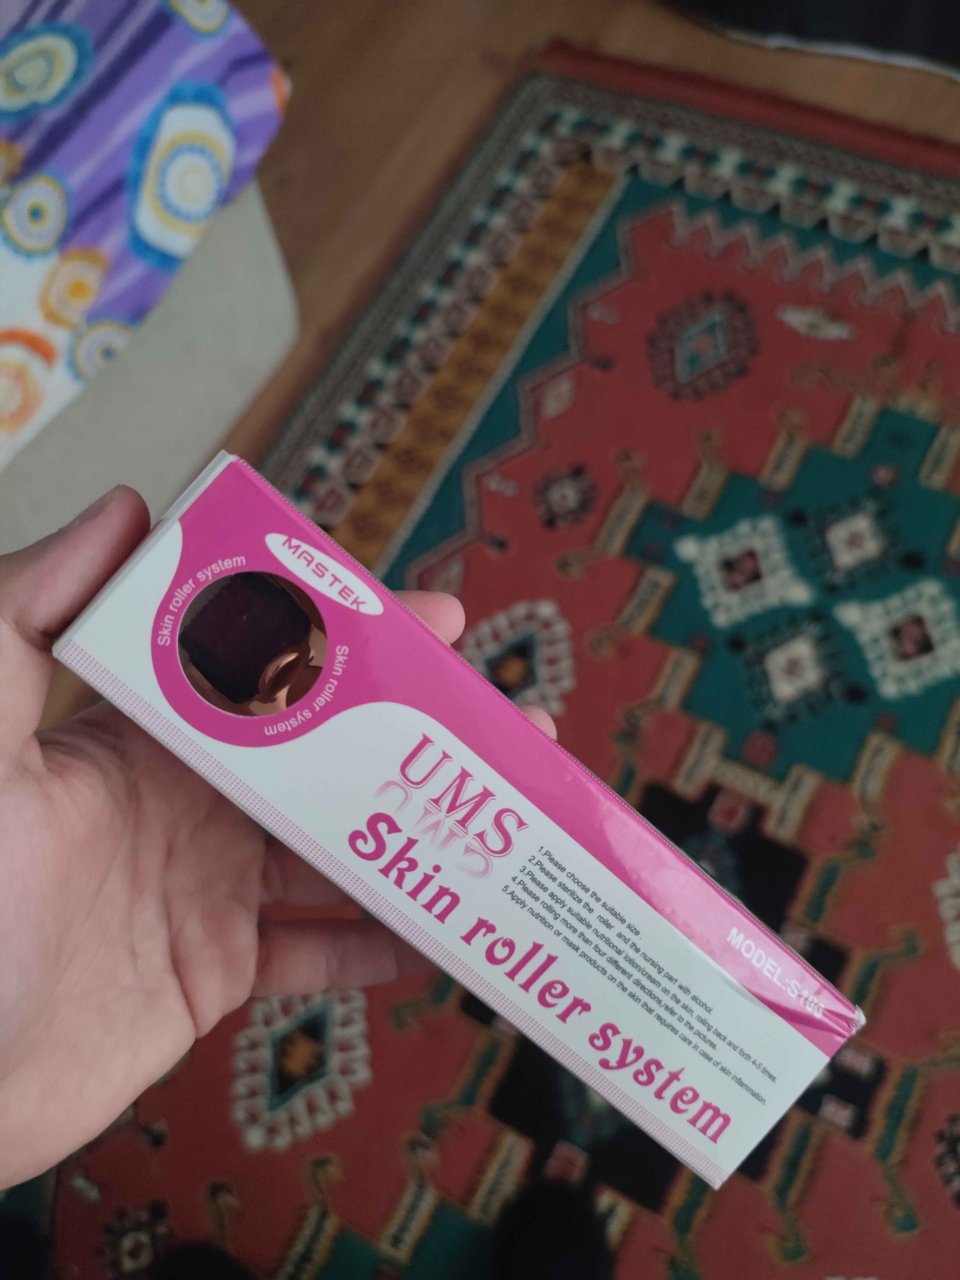 MASTEK
Skin roller system
Skin roller system
UMS
Skin roller system
1.Please choose the suitable size
2.Please sterilize the roller and the nursing part with alcohol.
3.Please apply suitable nutritional lotion/cream on the skin, rolling back and forth 4-5 times.
4.Please rolling more than four different directions,refer to the pictures.
5.Apply nutrition or mask products on the skin that requires care in case of skin inflammation.
MODEL: